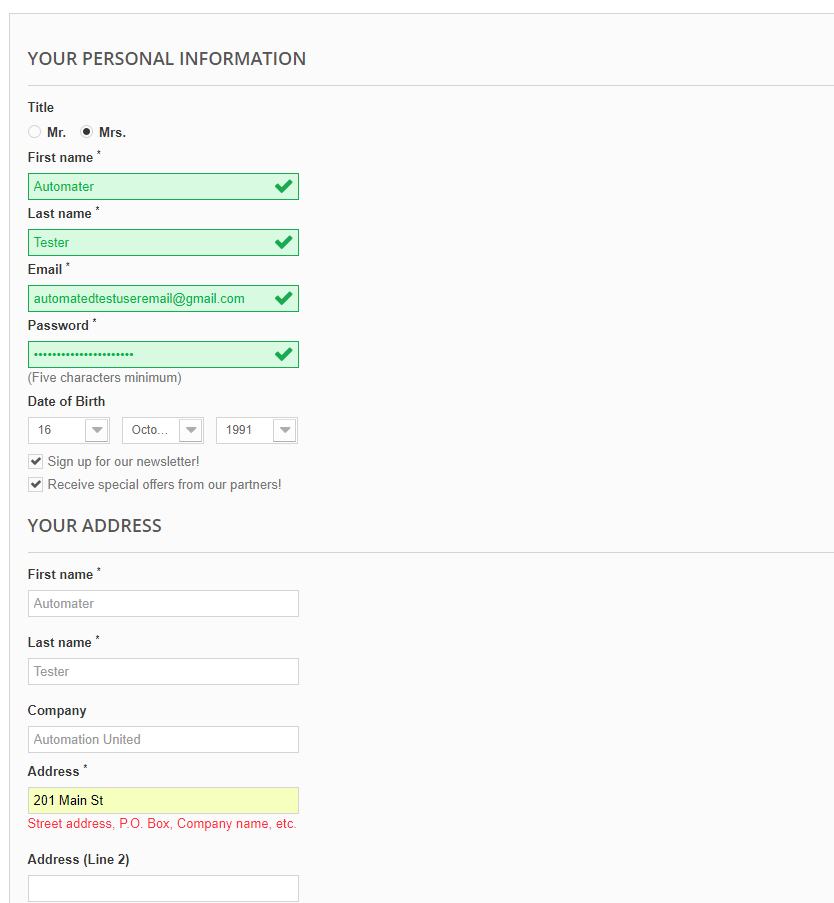 YOUR PERSONAL INFORMATION
Title
Mr. Mrs.
First name *
Automater
Last name *
Tester
Email *
automatedtestuseremail@gmail.com
Password *
••••••••••••••••••••••
(Five characters minimum)
Date of Birth
16 Octo... 1991
Sign up for our newsletter!
Receive special offers from our partners!
YOUR ADDRESS
First name *
Automater
Last name *
Tester
Company
Automation United
Address *
201 Main St
Street address, P.O. Box, Company name, etc.
Address (Line 2)